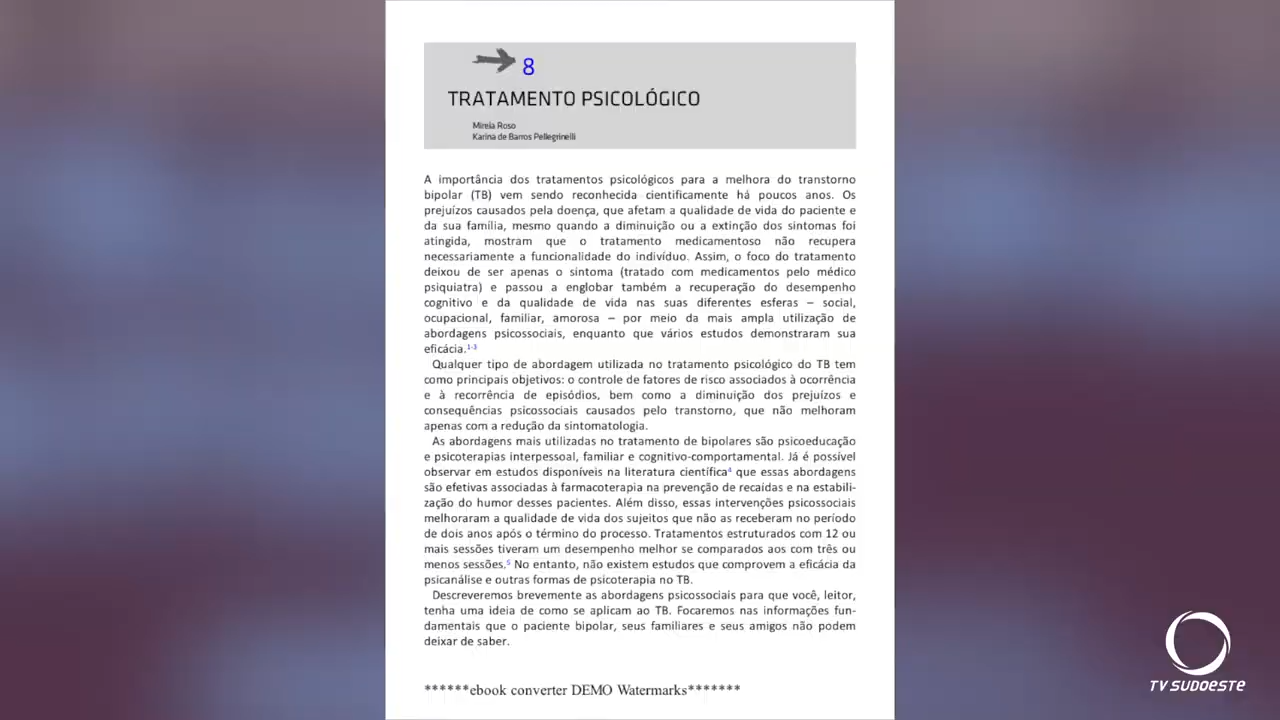 8
TRATAMENTO PSICOLÓGICO
Mireia Roso
Karina de Barros Pellegrinelli
A importância dos tratamentos psicológicos para a melhora do transtorno
bipolar (TB) vem sendo reconhecida cientificamente há poucos anos. Os
prejuízos causados pela doença, que afetam a qualidade de vida do paciente e
da sua família, mesmo quando a diminuição ou a extinção dos sintomas foi
atingida, mostram que o tratamento medicamentoso não recupera
necessariamente a funcionalidade do indivíduo. Assim, o foco do tratamento
deixou de ser apenas o sintoma (tratado com medicamentos pelo médico
psiquiatra) e passou a englobar também a recuperação do desempenho
cognitivo e da qualidade de vida nas suas diferentes esferas – social,
ocupacional, familiar, amorosa – por meio da mais ampla utilização de
abordagens psicossociais, enquanto que vários estudos demonstraram sua
eficácia.1-3
Qualquer tipo de abordagem utilizada no tratamento psicológico do TB tem
como principais objetivos: o controle de fatores de risco associados à ocorrência
e à recorrência de episódios, bem como a diminuição dos prejuízos e
consequências psicossociais causados pelo transtorno, que não melhoram
apenas com a redução da sintomatologia.
As abordagens mais utilizadas no tratamento de bipolares são psicoeducação
e psicoterapias interpessoal, familiar e cognitivo-comportamental. Já é possível
observar em estudos disponíveis na literatura científica4 que essas abordagens
são efetivas associadas à farmacoterapia na prevenção de recaídas e na estabili-
zação do humor desses pacientes. Além disso, essas intervenções psicossociais
melhoraram a qualidade de vida dos sujeitos que não as receberam no período
de dois anos após o término do processo. Tratamentos estruturados com 12 ou
mais sessões tiveram um desempenho melhor se comparados aos com três ou
menos sessões.5 No entanto, não existem estudos que comprovem a eficácia da
psicanálise e outras formas de psicoterapia no TB.
Descreveremos brevemente as abordagens psicossociais para que você, leitor,
tenha uma ideia de como se aplicam ao TB. Focaremos nas informações fun-
damentais que o paciente bipolar, seus familiares e seus amigos não podem
deixar de saber.
******ebook converter DEMO Watermarks*******
TV SUDOESTE